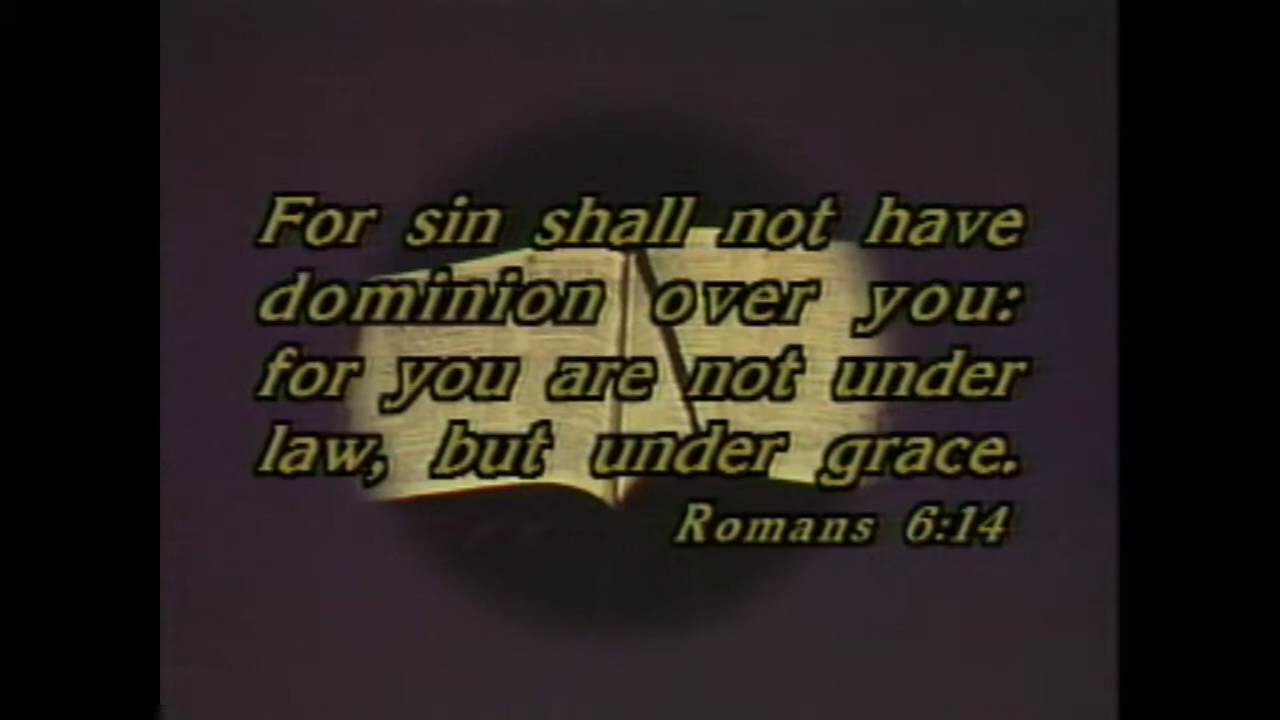 For sin shall not have
dominion over you:
for you are not under
law, but under grace.
Romans 6:14